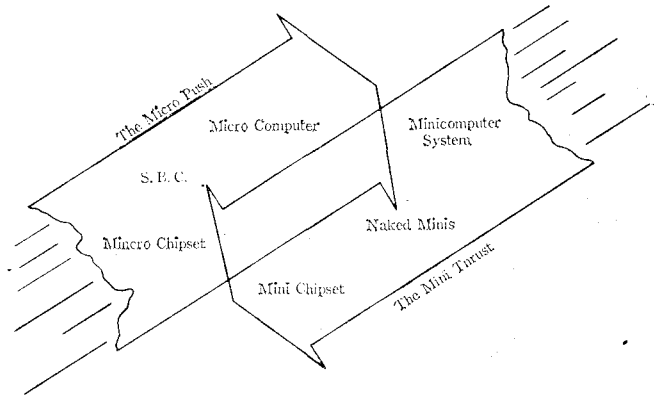 The Micro Push
Micro Computer
Minicomputer
System
S. B. C.
Naked Minis
Mincro Chipset
Mini Chipset
The Mini Thrust